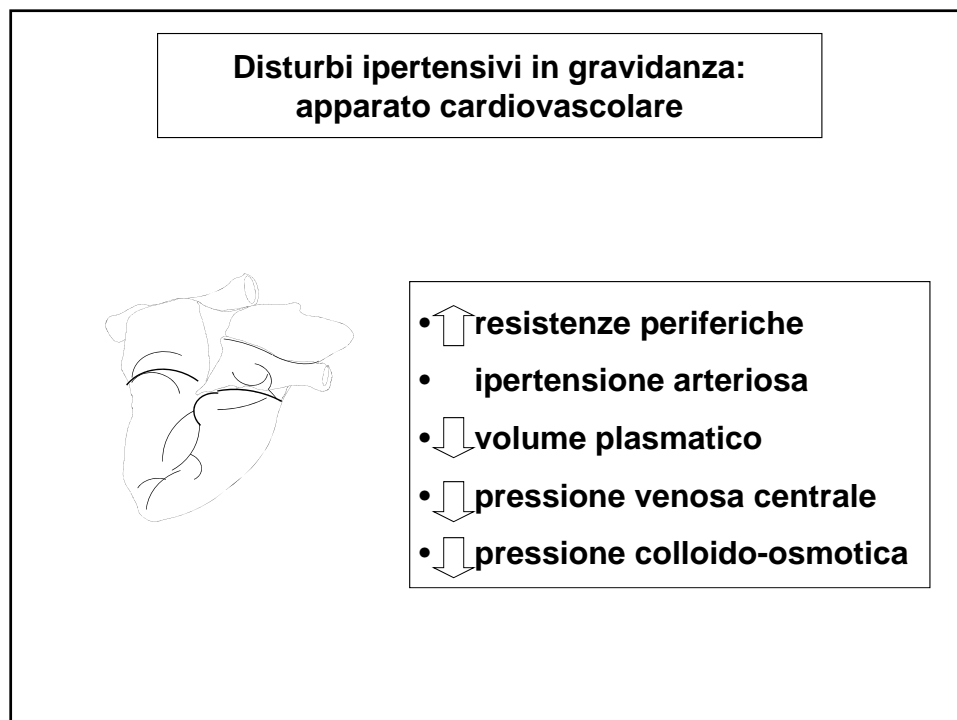 Disturbi ipertensivi in gravidanza:
apparato cardiovascolare
• resistenze periferiche
• ipertensione arteriosa
• volume plasmatico
• pressione venosa centrale
• pressione colloido-osmotica